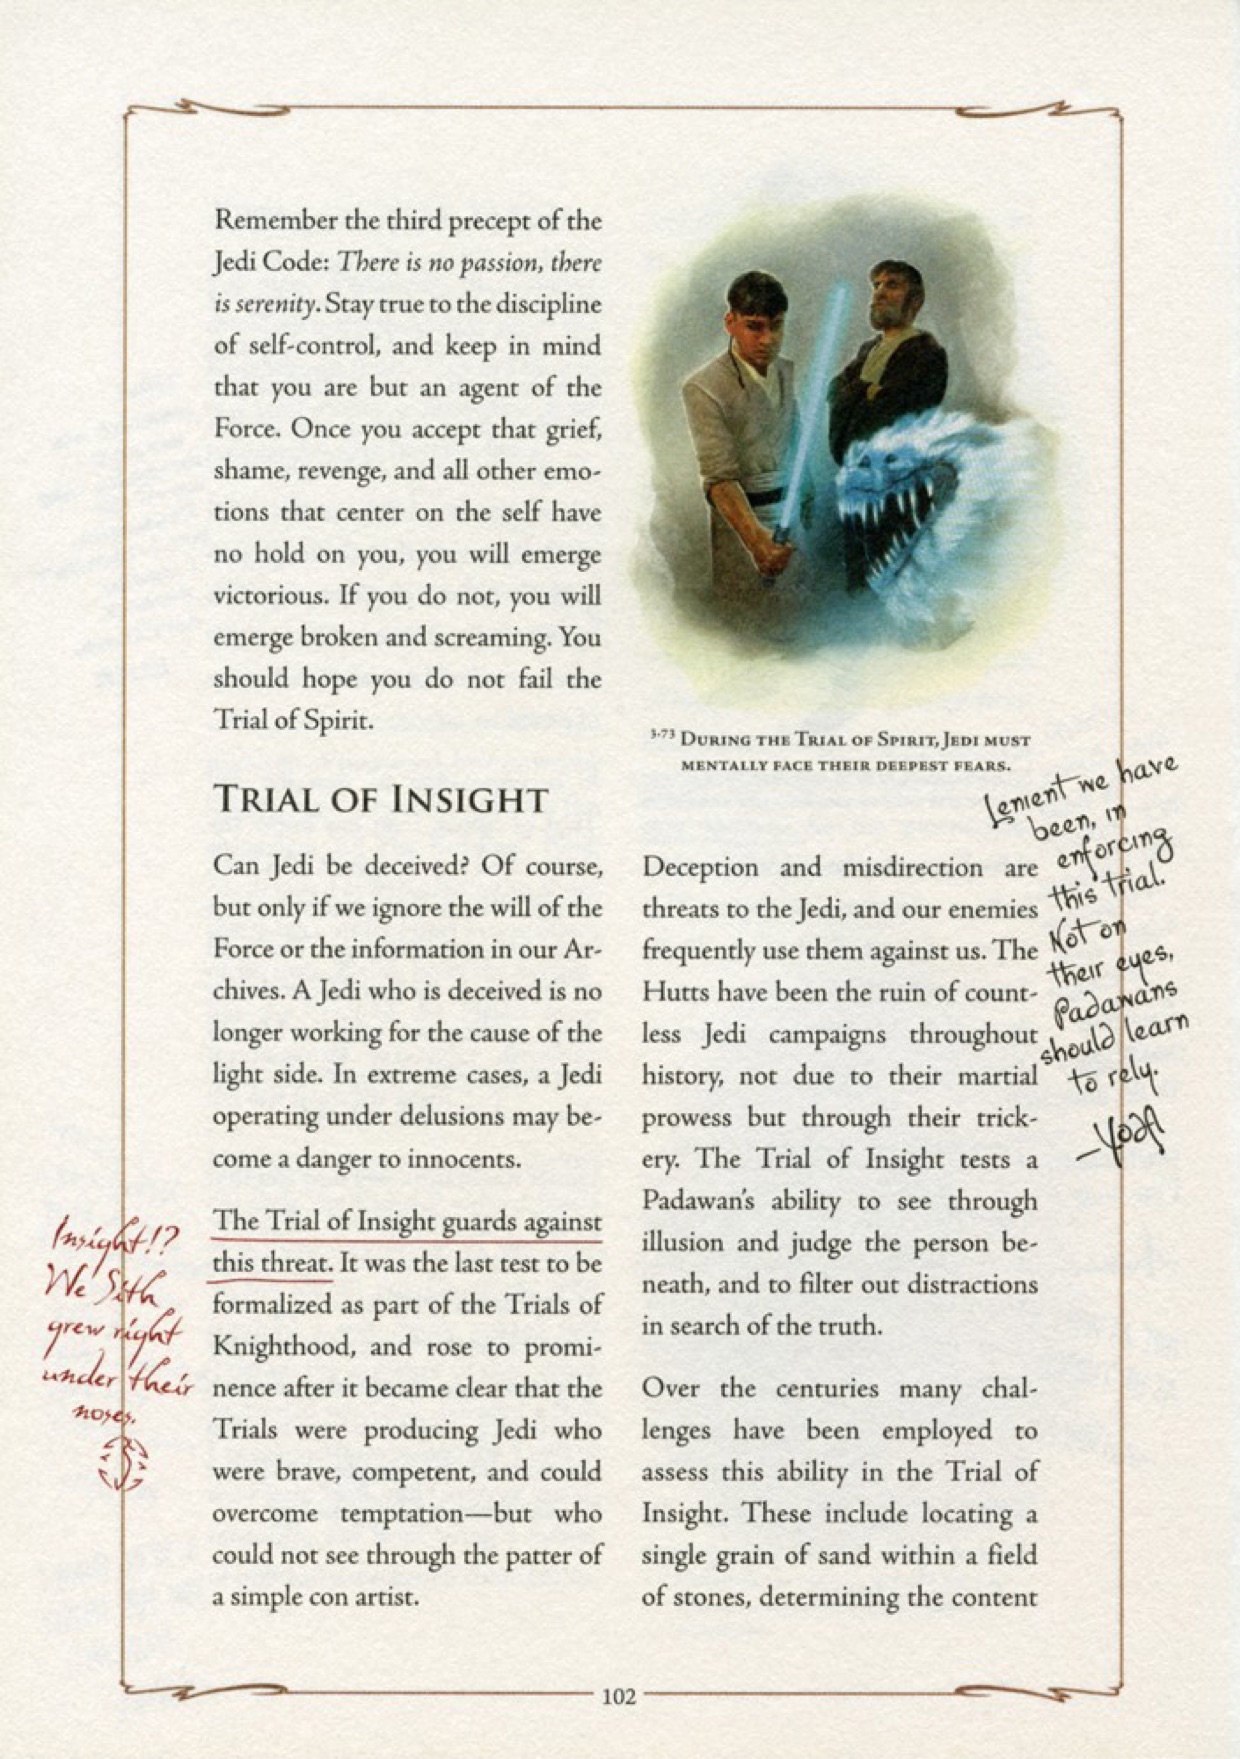 Remember the third precept of the
Jedi Code: There is no passion, there
is serenity. Stay true to the discipline
of self-control, and keep in mind
that you are but an agent of the
Force. Once you accept that grief,
shame, revenge, and all other emo-
tions that center on the self have
no hold on you, you will emerge
victorious. If you do not, you will
emerge broken and screaming. You
should hope you do not fail the
Trial of Spirit.
3.73 DURING THE TRIAL OF SPIRIT, JEDI MUST
MENTALLY FACE THEIR DEEPEST FEARS.
TRIAL OF INSIGHT
Can Jedi be deceived? Of course,
but only if we ignore the will of the
Force or the information in our Ar-
chives. A Jedi who is deceived is no
longer working for the cause of the
light side. In extreme cases, a Jedi
operating under delusions may be-
come a danger to innocents.
The Trial of Insight guards against
this threat. It was the last test to be
formalized as part of the Trials of
Knighthood, and rose to promi-
nence after it became clear that the
Trials were producing Jedi who
were brave, competent, and could
overcome temptation—but who
could not see through the patter of
a simple con artist.
Insight!?
We Sith
grew right
under their
noses.
Deception and misdirection are
threats to the Jedi, and our enemies
frequently use them against us. The
Hutts have been the ruin of count-
less Jedi campaigns throughout
history, not due to their martial
prowess but through their trick-
ery. The Trial of Insight tests a
Padawan's ability to see through
illusion and judge the person be-
neath, and to filter out distractions
in search of the truth.
Over the centuries many chal-
lenges have been employed to
assess this ability in the Trial of
Insight. These include locating a
single grain of sand within a field
of stones, determining the content
Lenient we have
been, in
enforcing
this trial.
Not on
their eyes,
Padawans
should learn
to rely.
—Yoda
102